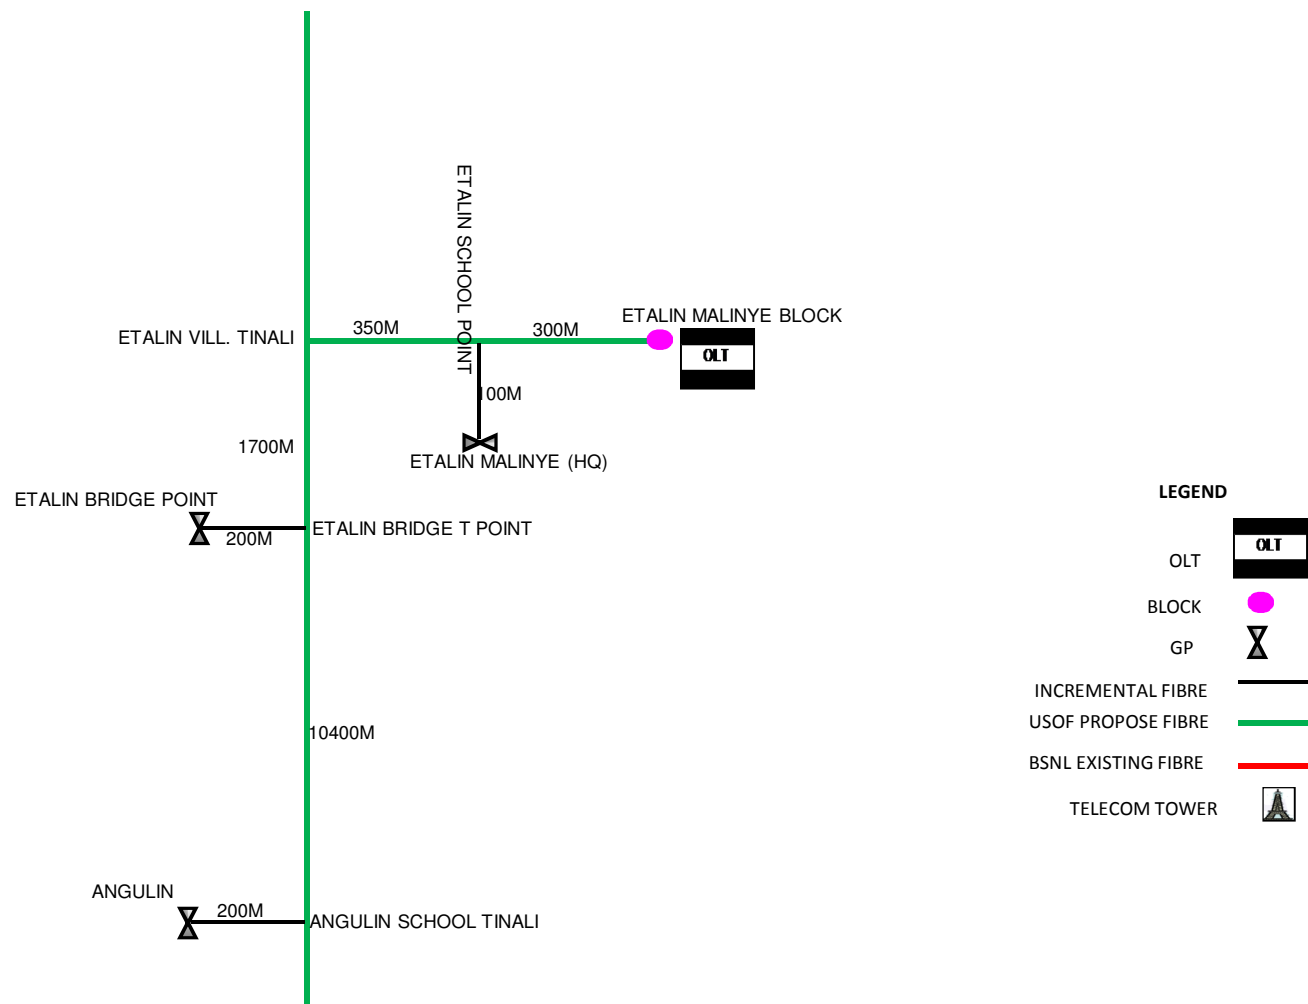 ETALIN SCHOOL POINT
ETALIN MALINYE BLOCK
ETALIN VILL. TINALI
350M
300M
OLT
100M
1700M
ETALIN MALINYE (HQ)
ETALIN BRIDGE POINT
200M
ETALIN BRIDGE T POINT
10400M
ANGULIN
200M
ANGULIN SCHOOL TINALI
LEGEND
OLT
OLT
BLOCK
GP
INCREMENTAL FIBRE
USOF PROPOSE FIBRE
BSNL EXISTING FIBRE
TELECOM TOWER